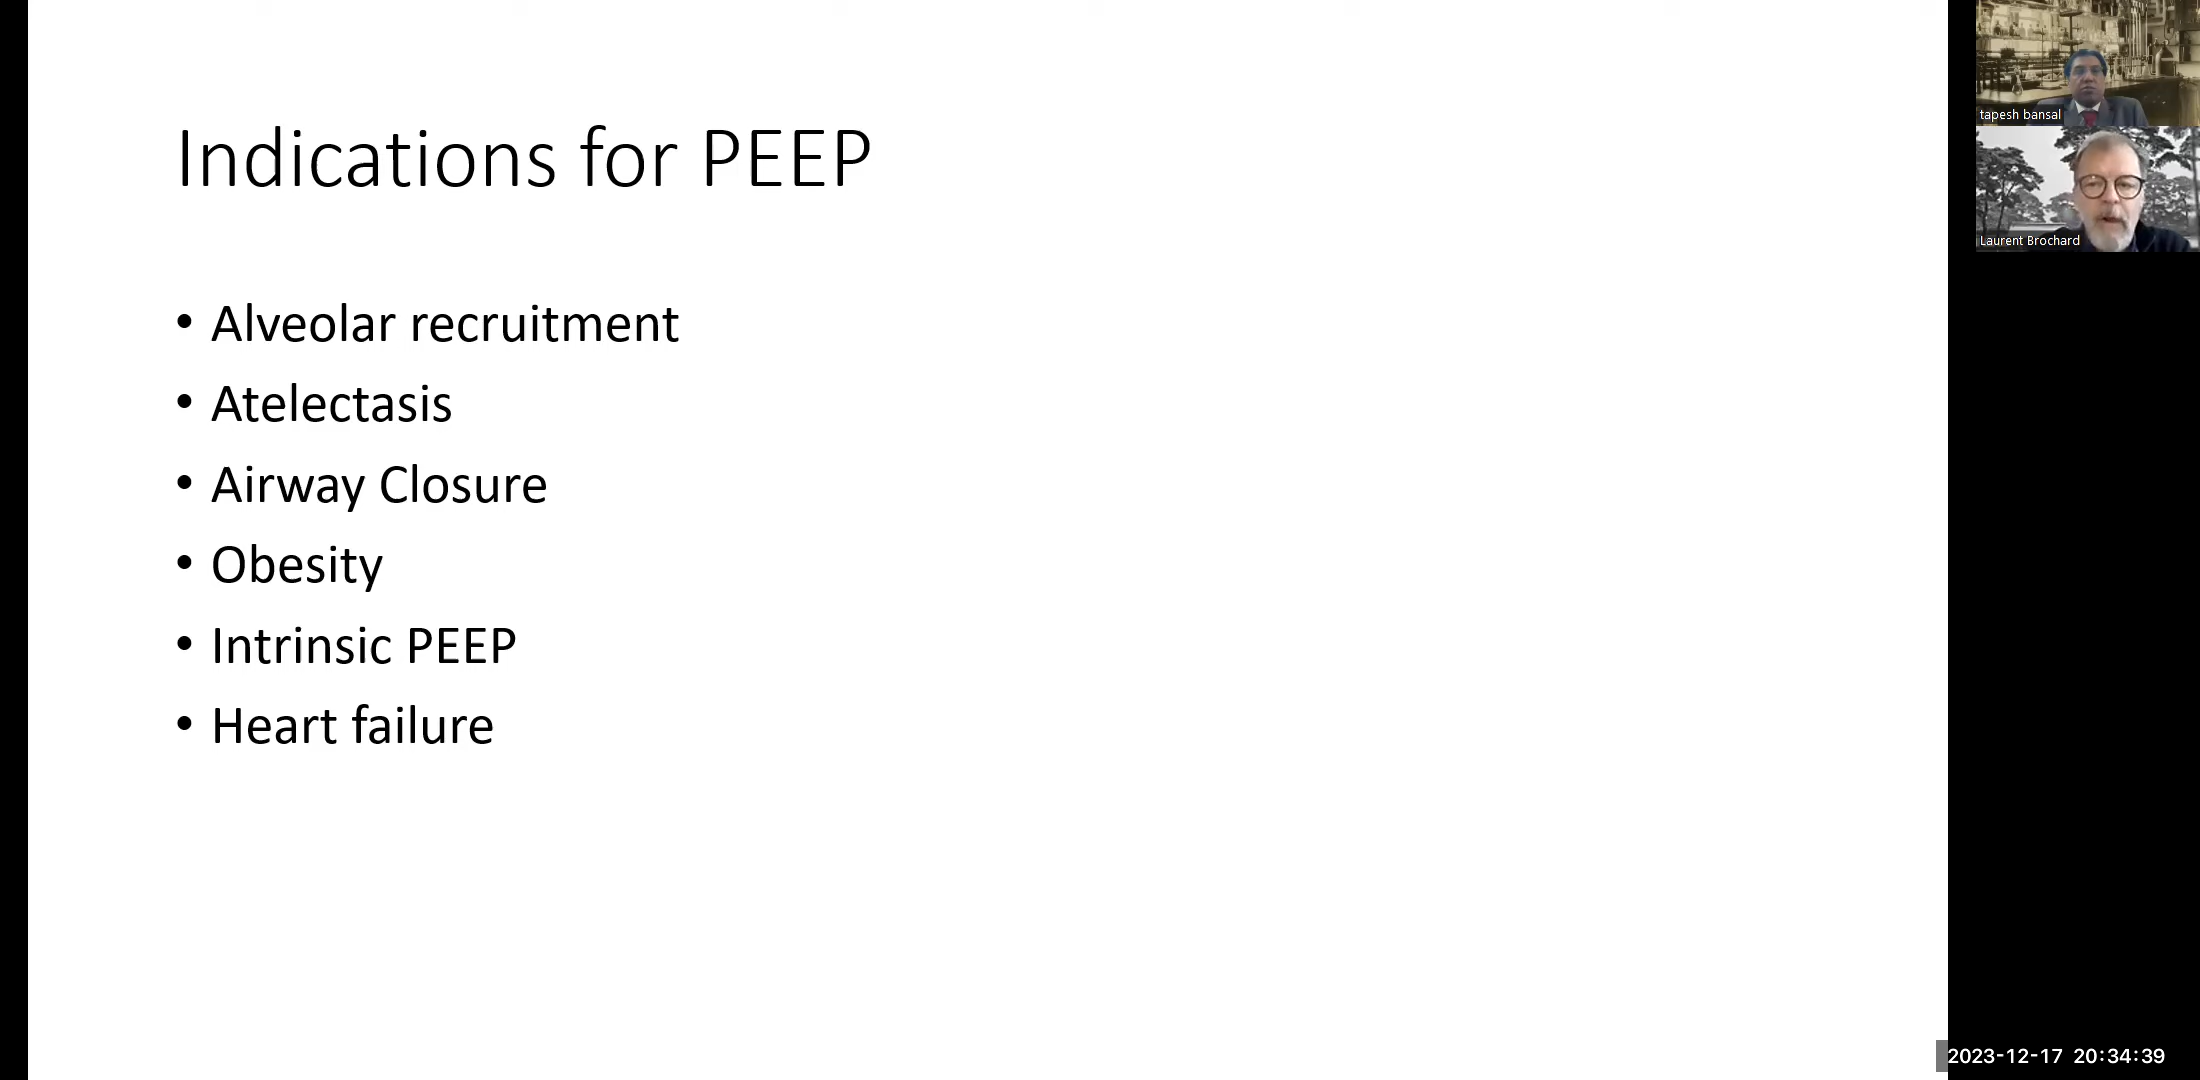 Indications for PEEP
• Alveolar recruitment
• Atelectasis
• Airway Closure
• Obesity
• Intrinsic PEEP
• Heart failure
tapesh bansal
Laurent Brochard
2023-12-17 20:34:39